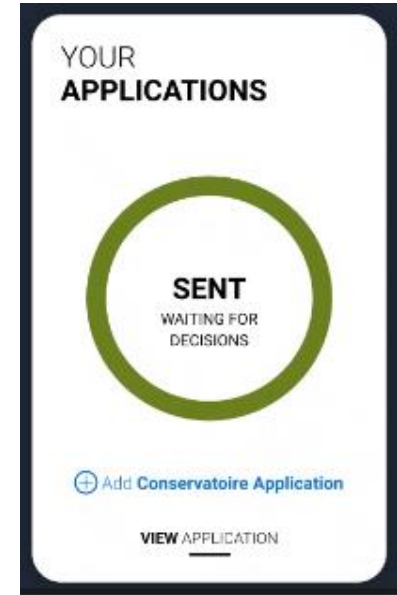 YOUR
APPLICATIONS
SENT
WAITING FOR
DECISIONS
Add Conservatoire Application
VIEW APPLICATION